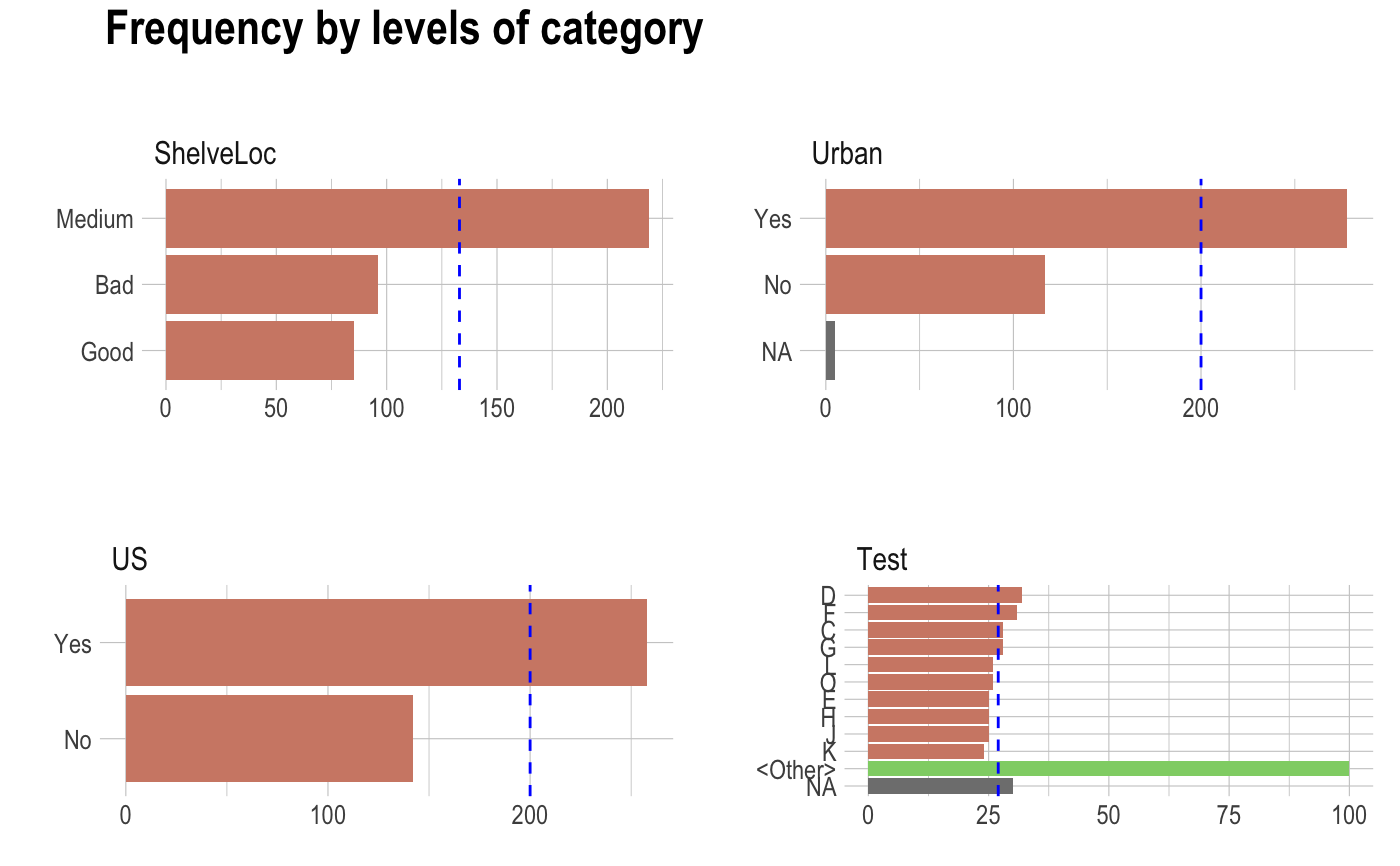 Frequency by levels of category
ShelveLoc
Medium
Bad
Good
0 50 100 150 200
Urban
Yes
No
NA
0 100 200
US
Yes
No
0 100 200
Test
D
C
G
J
K
<Other>
NA
0 25 50 75 100